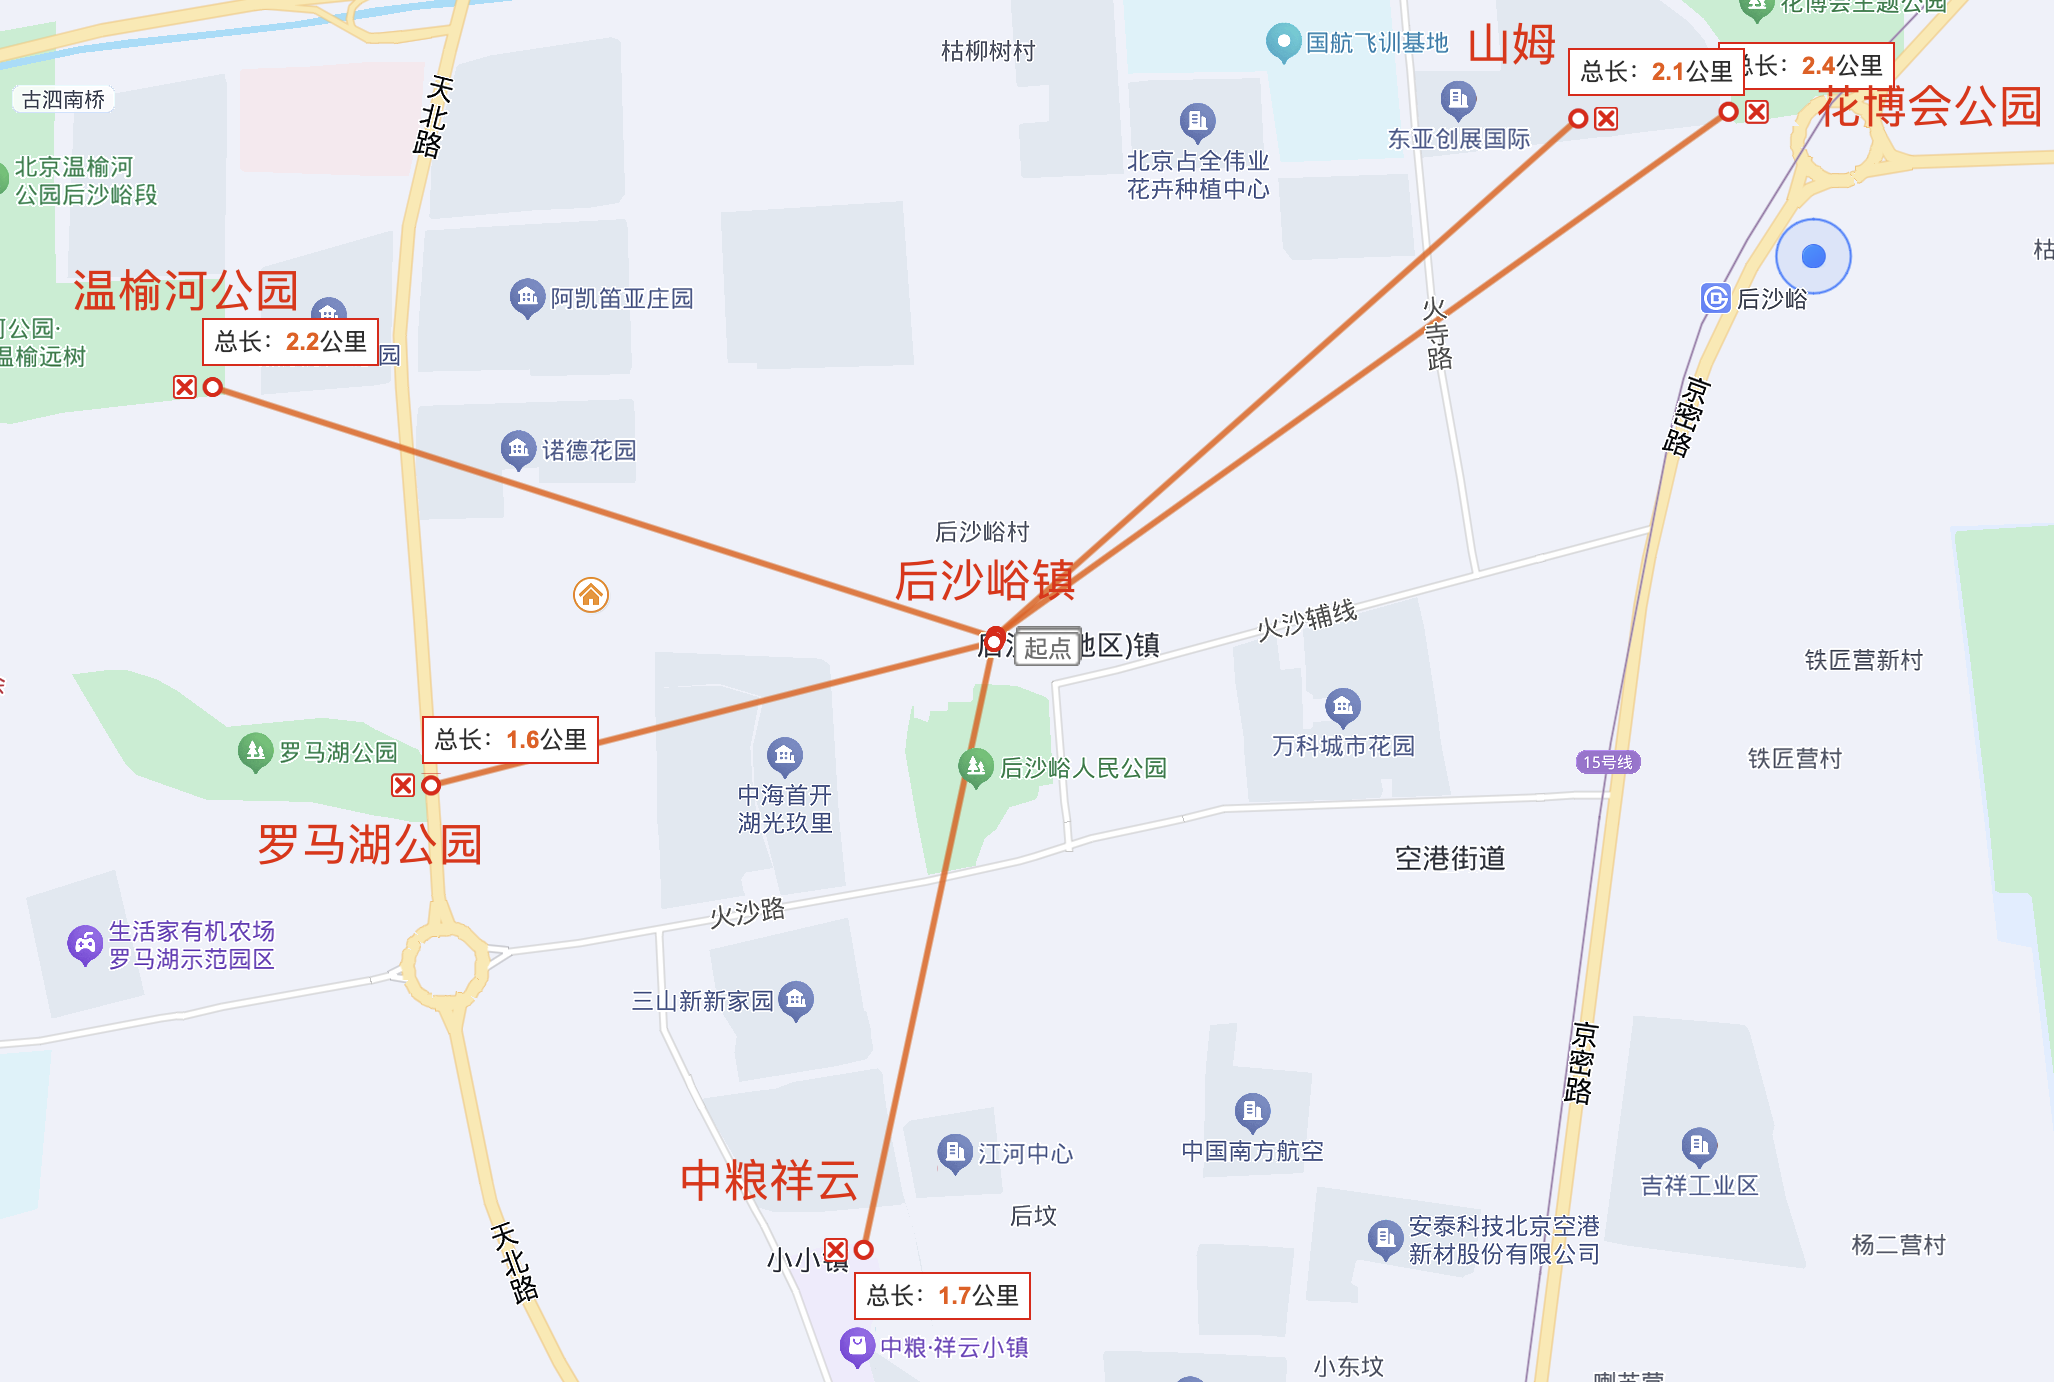 花博会主题公园
枯柳树村
国航飞训基地
山姆
总长：2.1公里
总长：2.4公里
花博会公园
古泗南桥
天北路
东亚创展国际
北京占全伟业
花卉种植中心
北京温榆河
公园后沙峪段
温榆河公园
阿凯笛亚庄园
后沙峪
火寺路
河公园·
温榆远树
总长：2.2公里
园
京密路
诺德花园
后沙峪村
后沙峪镇
起点
地区)镇
火沙辅线
铁匠营新村
罗马湖公园
总长：1.6公里
万科城市花园
15号线
铁匠营村
后沙峪人民公园
中海首开
湖光玖里
罗马湖公园
空港街道
火沙路
生活家有机农场
罗马湖示范园区
三山新新家园
京密路
江河中心
中国南方航空
中粮祥云
吉祥工业区
后坟
天北路
小小镇
安泰科技北京空港
新材股份有限公司
杨二营村
总长：1.7公里
中粮·祥云小镇
小东坟